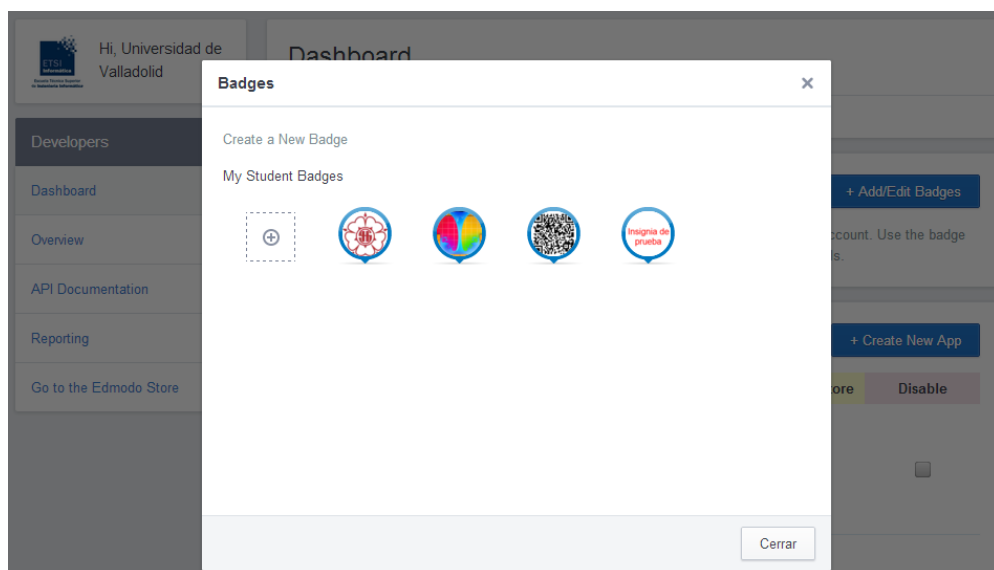 ETSI
Informática
Hi, Universidad de
Valladolid
Dashboard
Developers
Dashboard
Overview
API Documentation
Reporting
Go to the Edmodo Store
Badges
×
Create a New Badge
My Student Badges
Insignia de
prueba
Cerrar
+ Add/Edit Badges
ccount. Use the badge
ls.
+ Create New App
ore
Disable